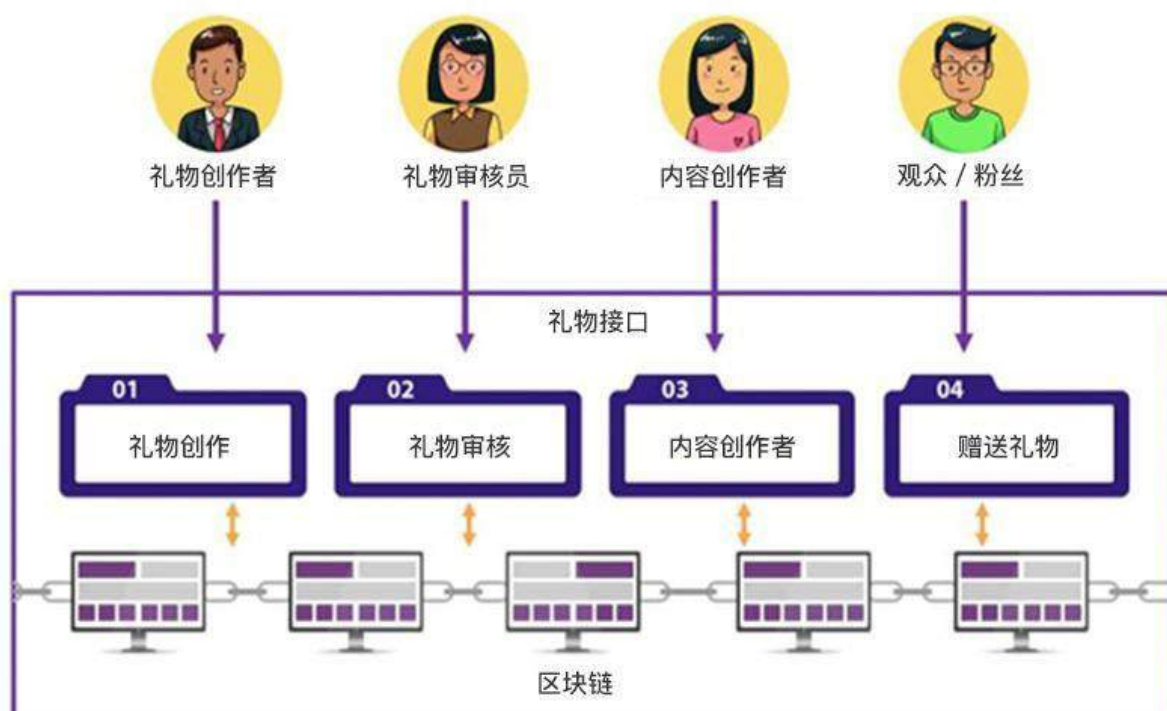 礼物创作者
礼物审核员
内容创作者
观众 / 粉丝
礼物接口
01
02
03
04
礼物创作
礼物审核
内容创作者
赠送礼物
区块链